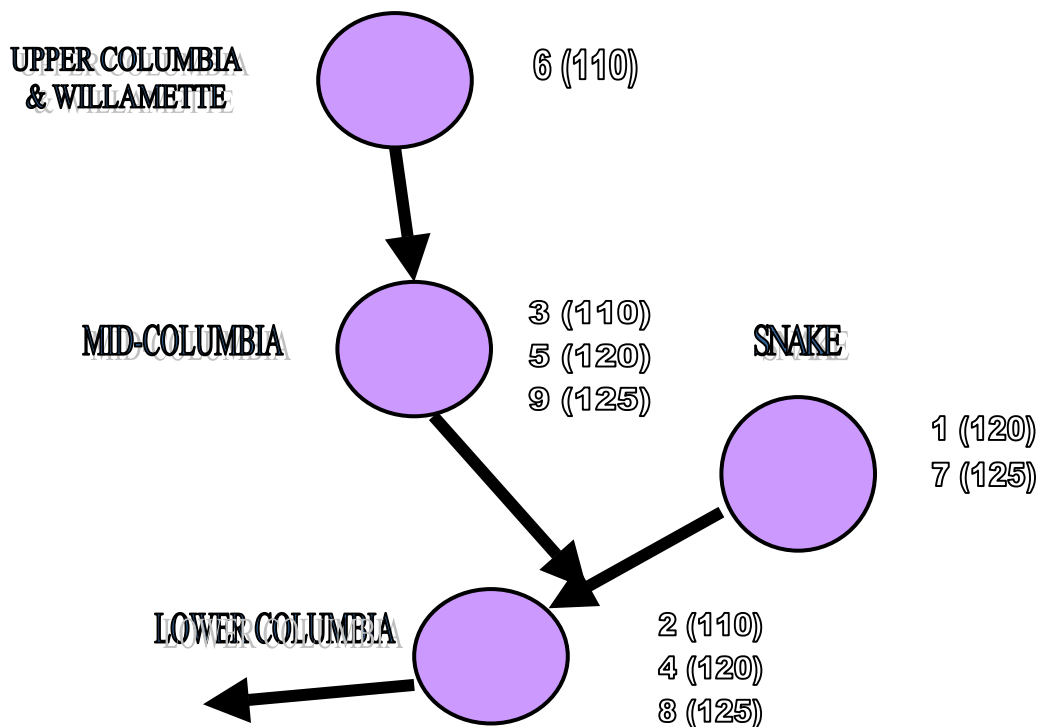 UPPER COLUMBIA
& WILLAMETTE
6 (110)
MID-COLUMBIA
3 (110)
5 (120)
9 (125)
SNAKE
1 (120)
7 (125)
LOWER COLUMBIA
2 (110)
4 (120)
8 (125)